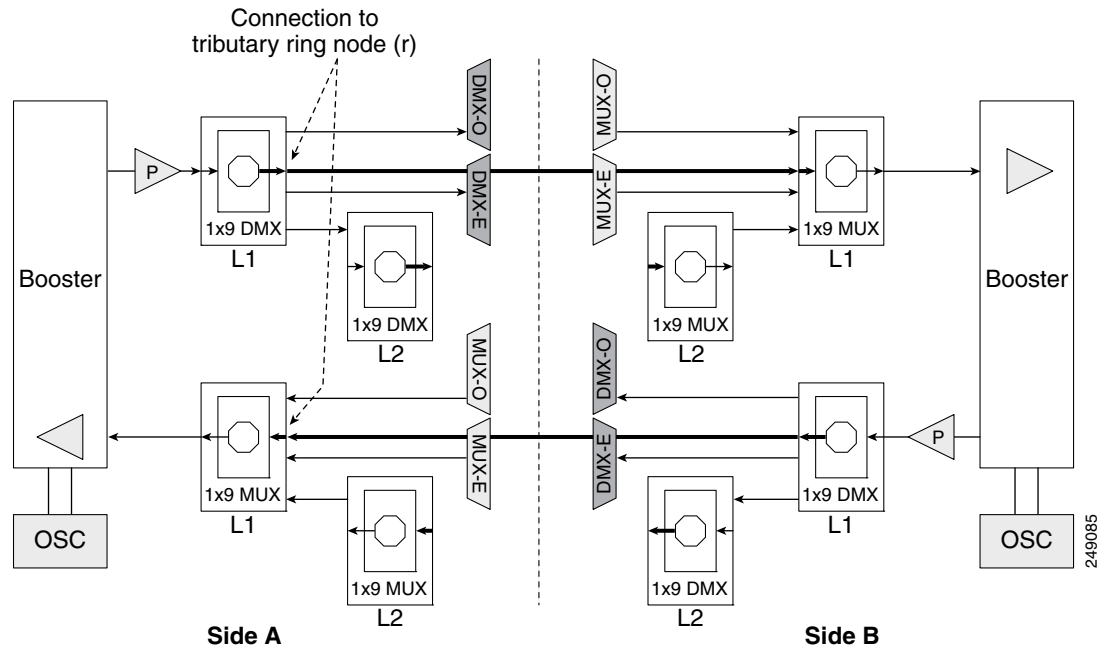 Connection to
tributary ring node (r)
DMX-O
MUX-O
P
DMX-E
MUX-E
1x9 DMX
L1
1x9 MUX
L1
Booster
Booster
1x9 DMX
L2
1x9 MUX
L2
MUX-O
DMX-O
MUX-E
DMX-E
P
1x9 MUX
L1
1x9 DMX
L1
OSC
OSC
1x9 MUX
L2
1x9 DMX
L2
Side A
Side B
249085